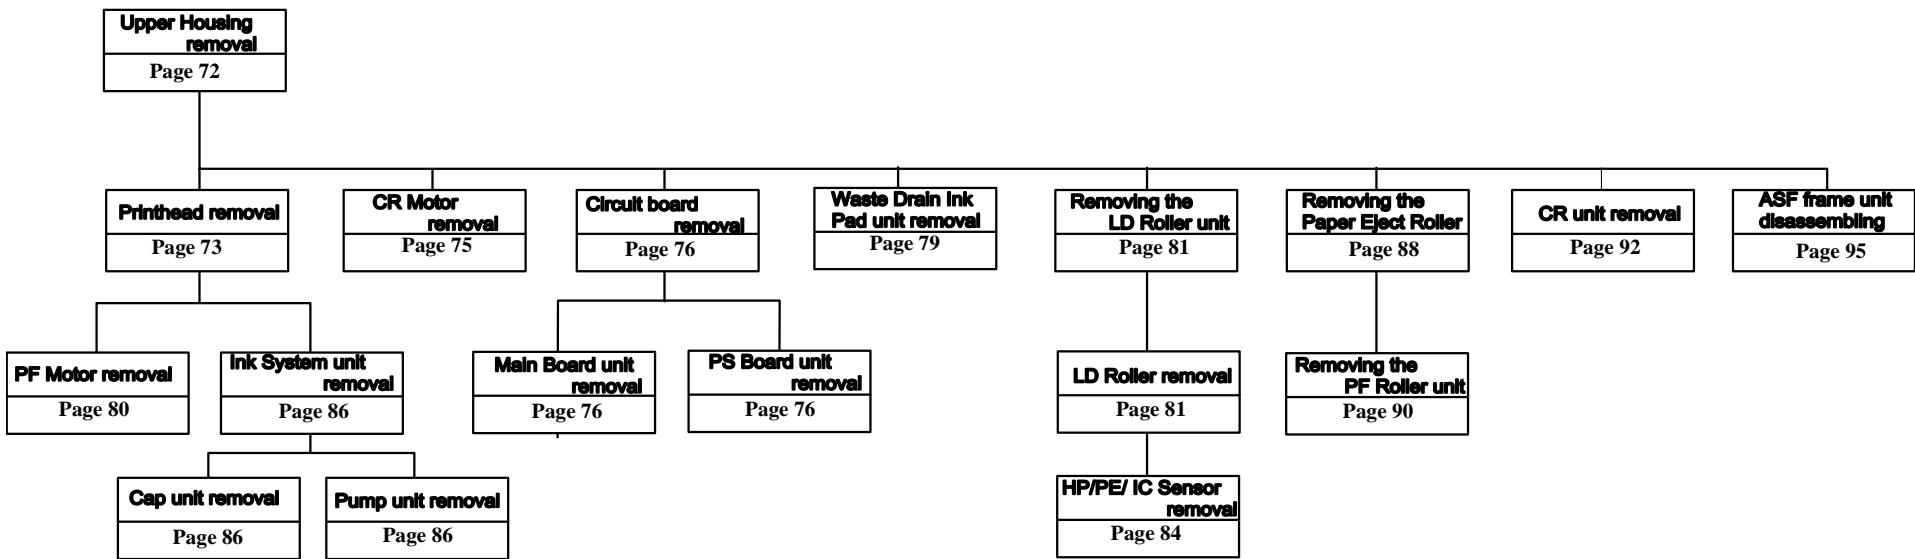 Upper Housing
removal
Page 72
Printhead removal
Page 73
CR Motor
removal
Page 75
Circuit board
removal
Page 76
Waste Drain Ink
Pad unit removal
Page 79
Removing the
LD Roller unit
Page 81
Removing the
Paper Eject Roller
Page 88
CR unit removal
Page 92
ASF frame unit
disassembling
Page 95
PF Motor removal
Page 80
Ink System unit
removal
Page 86
Main Board unit
removal
Page 76
PS Board unit
removal
Page 76
LD Roller removal
Page 81
Removing the
PF Roller unit
Page 90
Cap unit removal
Page 86
Pump unit removal
Page 86
HP/PE/ IC Sensor
removal
Page 84